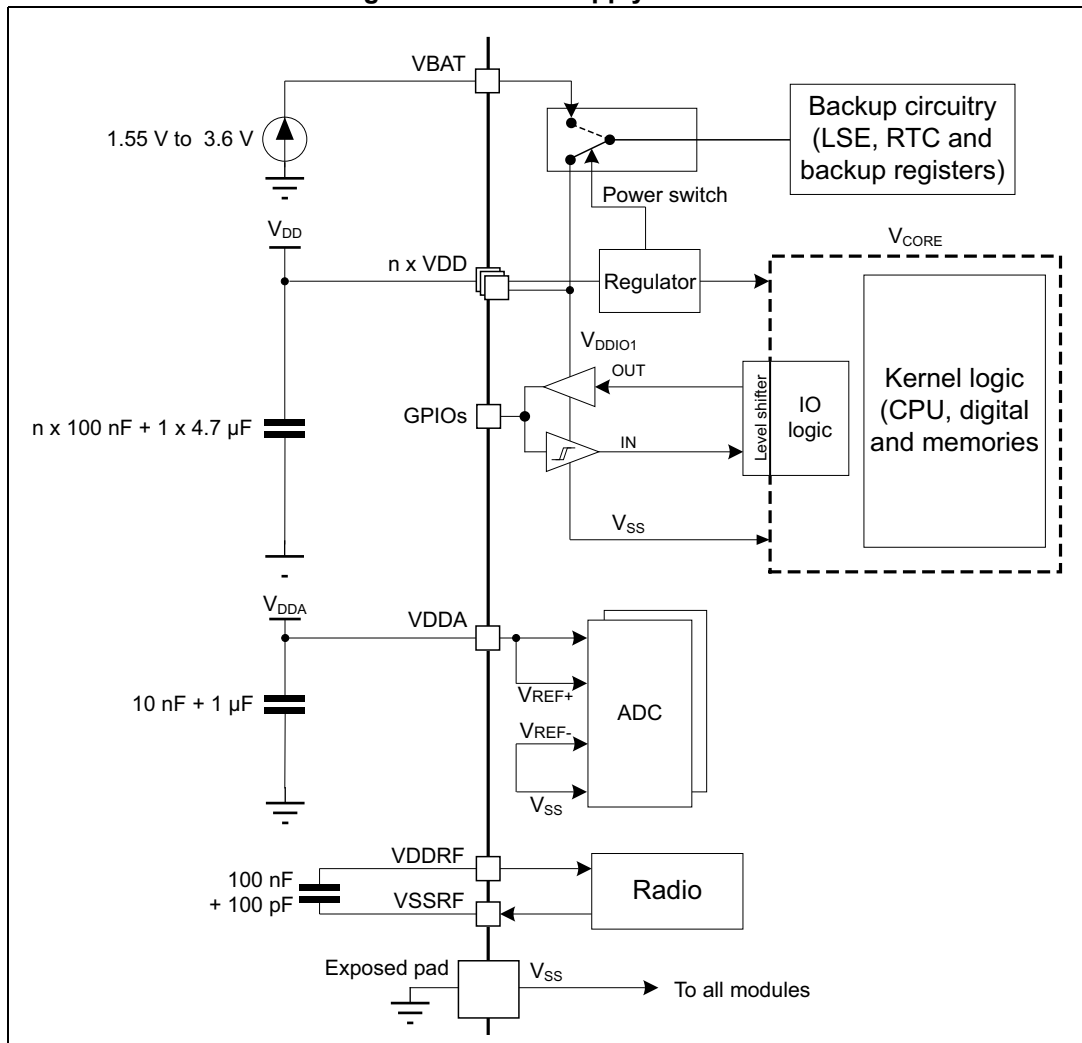 VBAT
1.55 V to 3.6 V
Backup circuitry
(LSE, RTC and
backup registers)
Power switch
VDD
n x VDD
Regulator
VCORE
VDDIO1
OUT
GPIOs
IN
Level shifter
IO
logic
Kernel logic
(CPU, digital
and memories
n x 100 nF + 1 x 4.7 µF
VSS
VDDA
VDDA
10 nF + 1 µF
VREF+
ADC
VREF-
VSS
VDDRF
100 nF
+ 100 pF
VSSRF
Radio
Exposed pad
VSS
To all modules